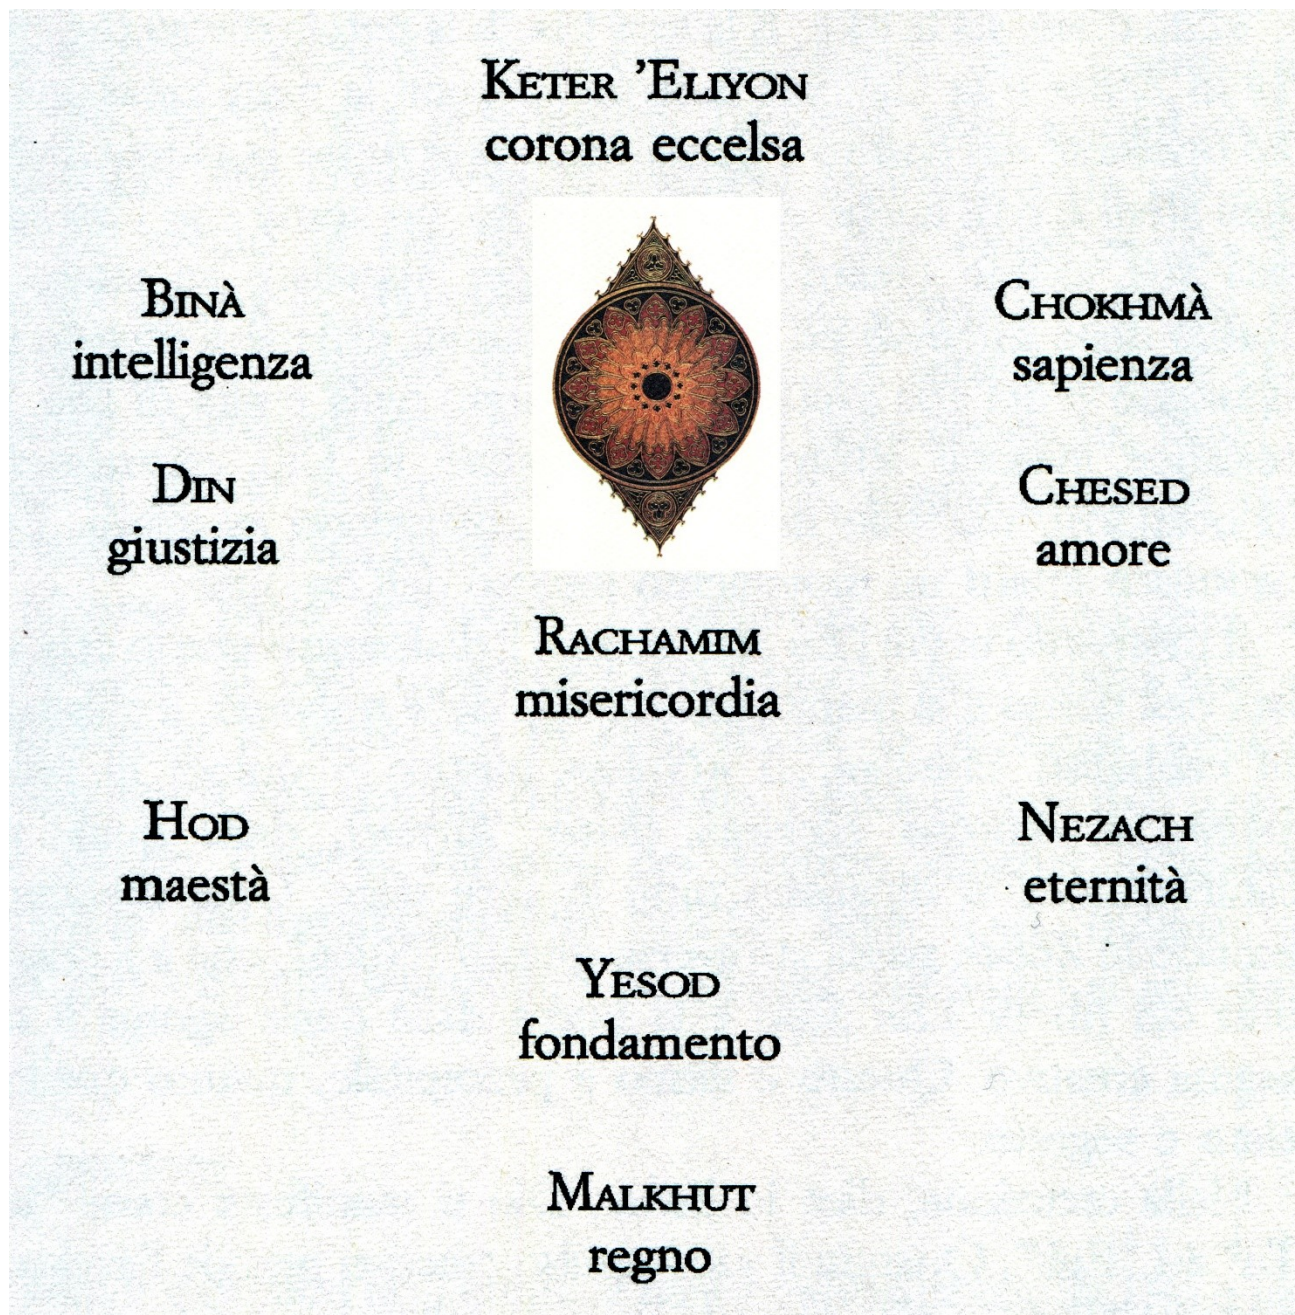 KETER ’ELIYON
corona eccelsa
BINÀ
intelligenza
CHOKHMÀ
sapienza
DIN
giustizia
CHESED
amore
RACHAMIM
misericordia
HOD
maestà
NEZACH
eternità
YESOD
fondamento
MALKHUT
regno